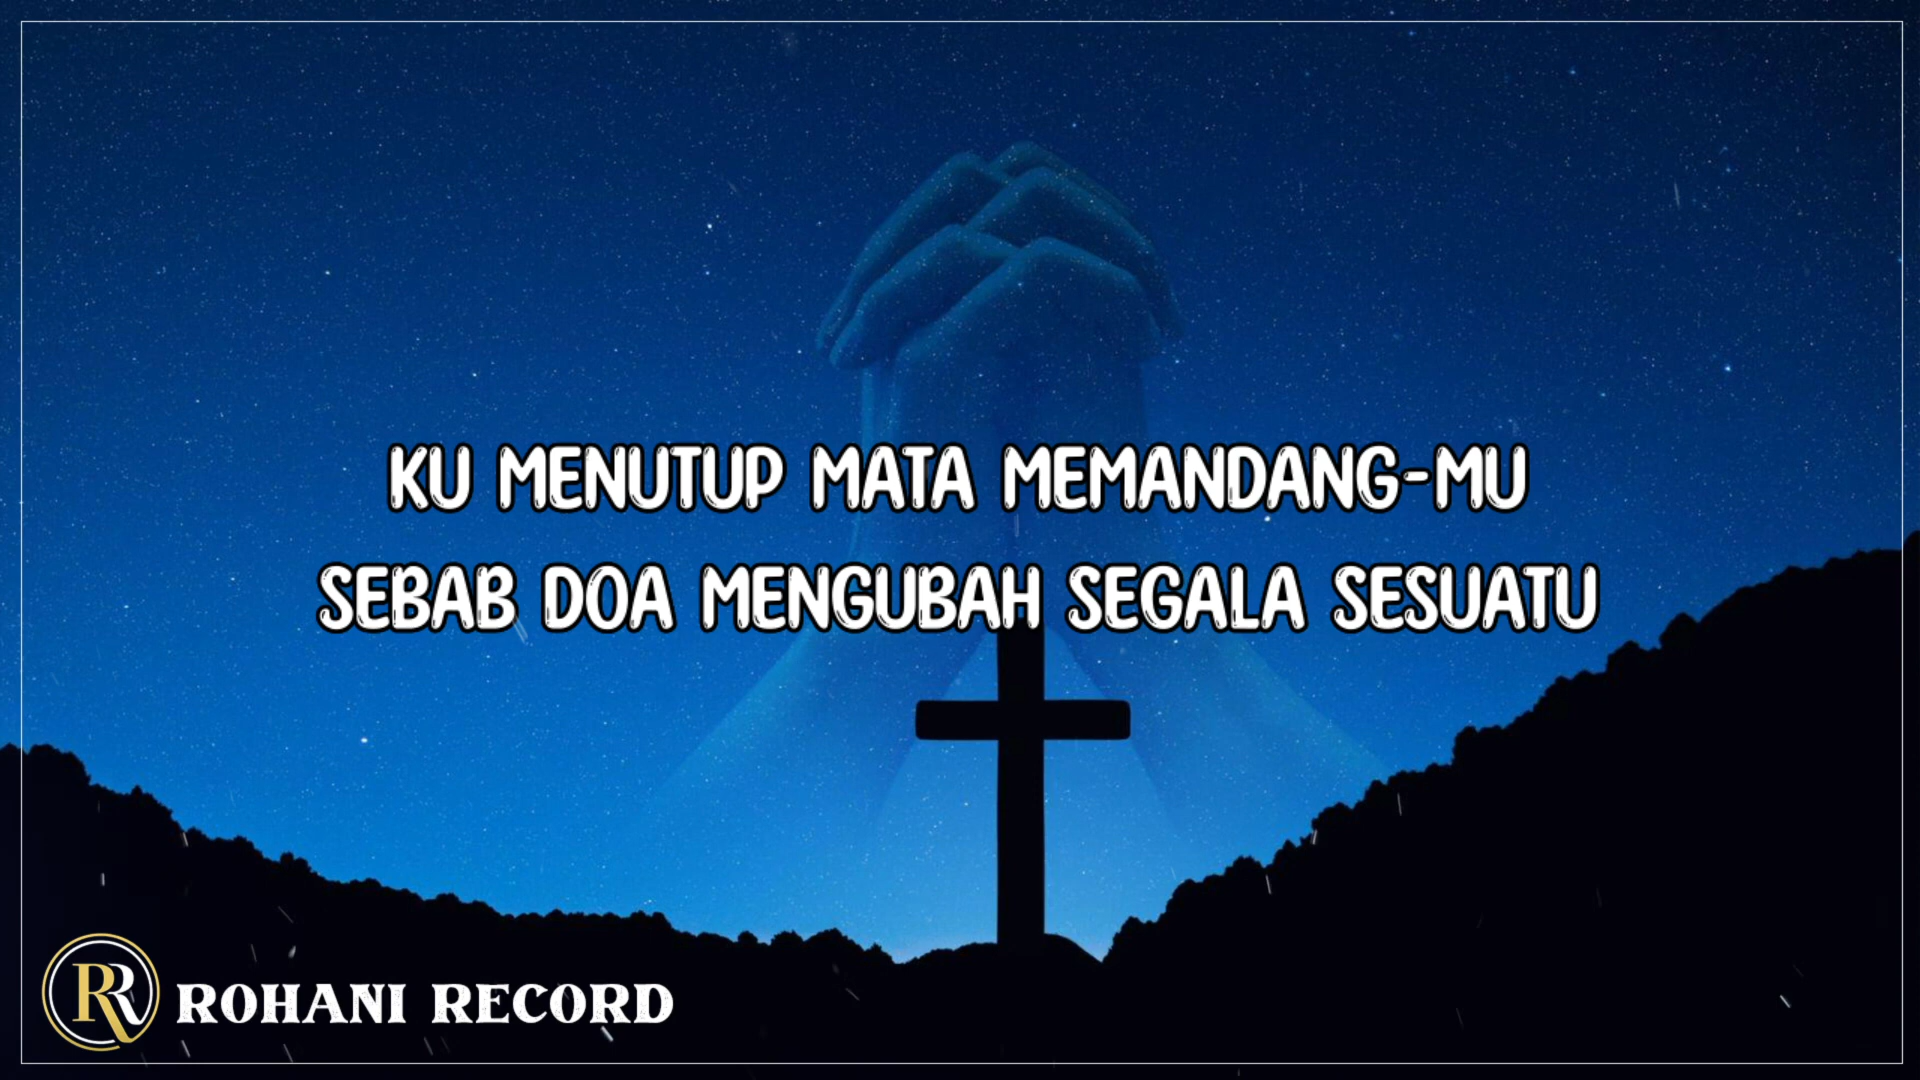 KU MENUTUP MATA MEMANDANG-MU
SEBAB DOA MENGUBAH SEGALA SESUATU
RR ROHANI RECORD